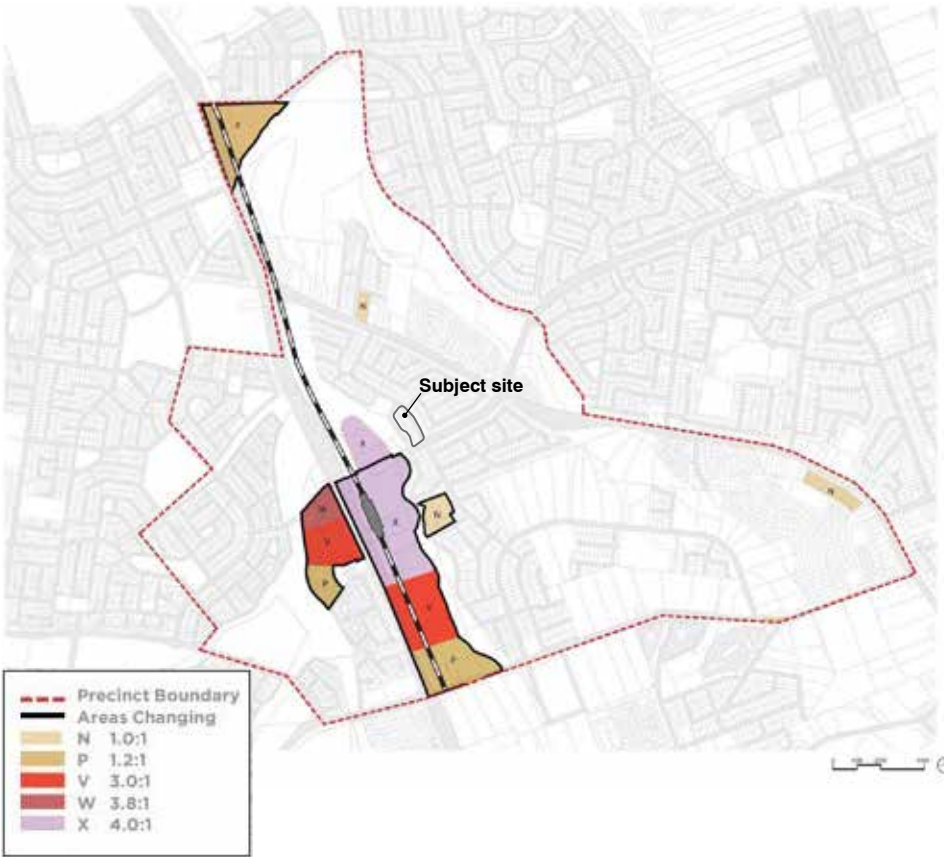 P
N
Subject site
X
N
W
X
N
V
P
V
P
Precinct Boundary
Areas Changing
N 1.0:1
P 1.2:1
V 3.0:1
W 3.8:1
X 4.0:1